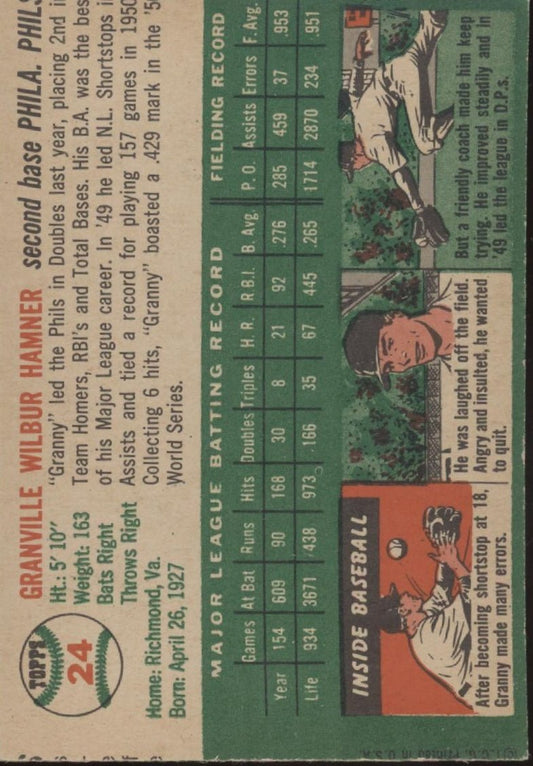 TOPPS
24
GRANVILLE WILBUR HAMNER second base PHILA. PHILS
Ht.: 5' 10"
Weight: 163
Bats Right
Throws Right
Home: Richmond, Va.
Born: April 26, 1927
"Granny" led the Phils in Doubles last year, placing 2nd i
Team Homers, RBI's and Total Bases. His B.A. was the bes
of his Major League career. In '49 he led N.L. Shortstops i
Assists and tied a record for playing 157 games in 1950
Collecting 6 hits, "Granny" boasted a .429 mark in the '5
World Series.
MAJOR LEAGUE BATTING RECORD FIELDING RECORD
Games At Bat Runs Hits Doubles Triples H. R. R B. I. B. Avg. P. O. Assists Errors F. Avg.
Year 154 609 90 168 30 8 21 92 .276 285 459 37 .953
Life 934 3671 438 973 166 35 67 445 .265 1714 2870 234 .951
INSIDE BASEBALL
After becoming shortstop at 18,
Granny made many errors.
He was laughed off the field.
Angry and insulted, he wanted
to quit.
But a friendly coach made him keep
trying. He improved steadily and in
'49 led the league in D.P.s.
T. C. G. Printed in U. S. A.